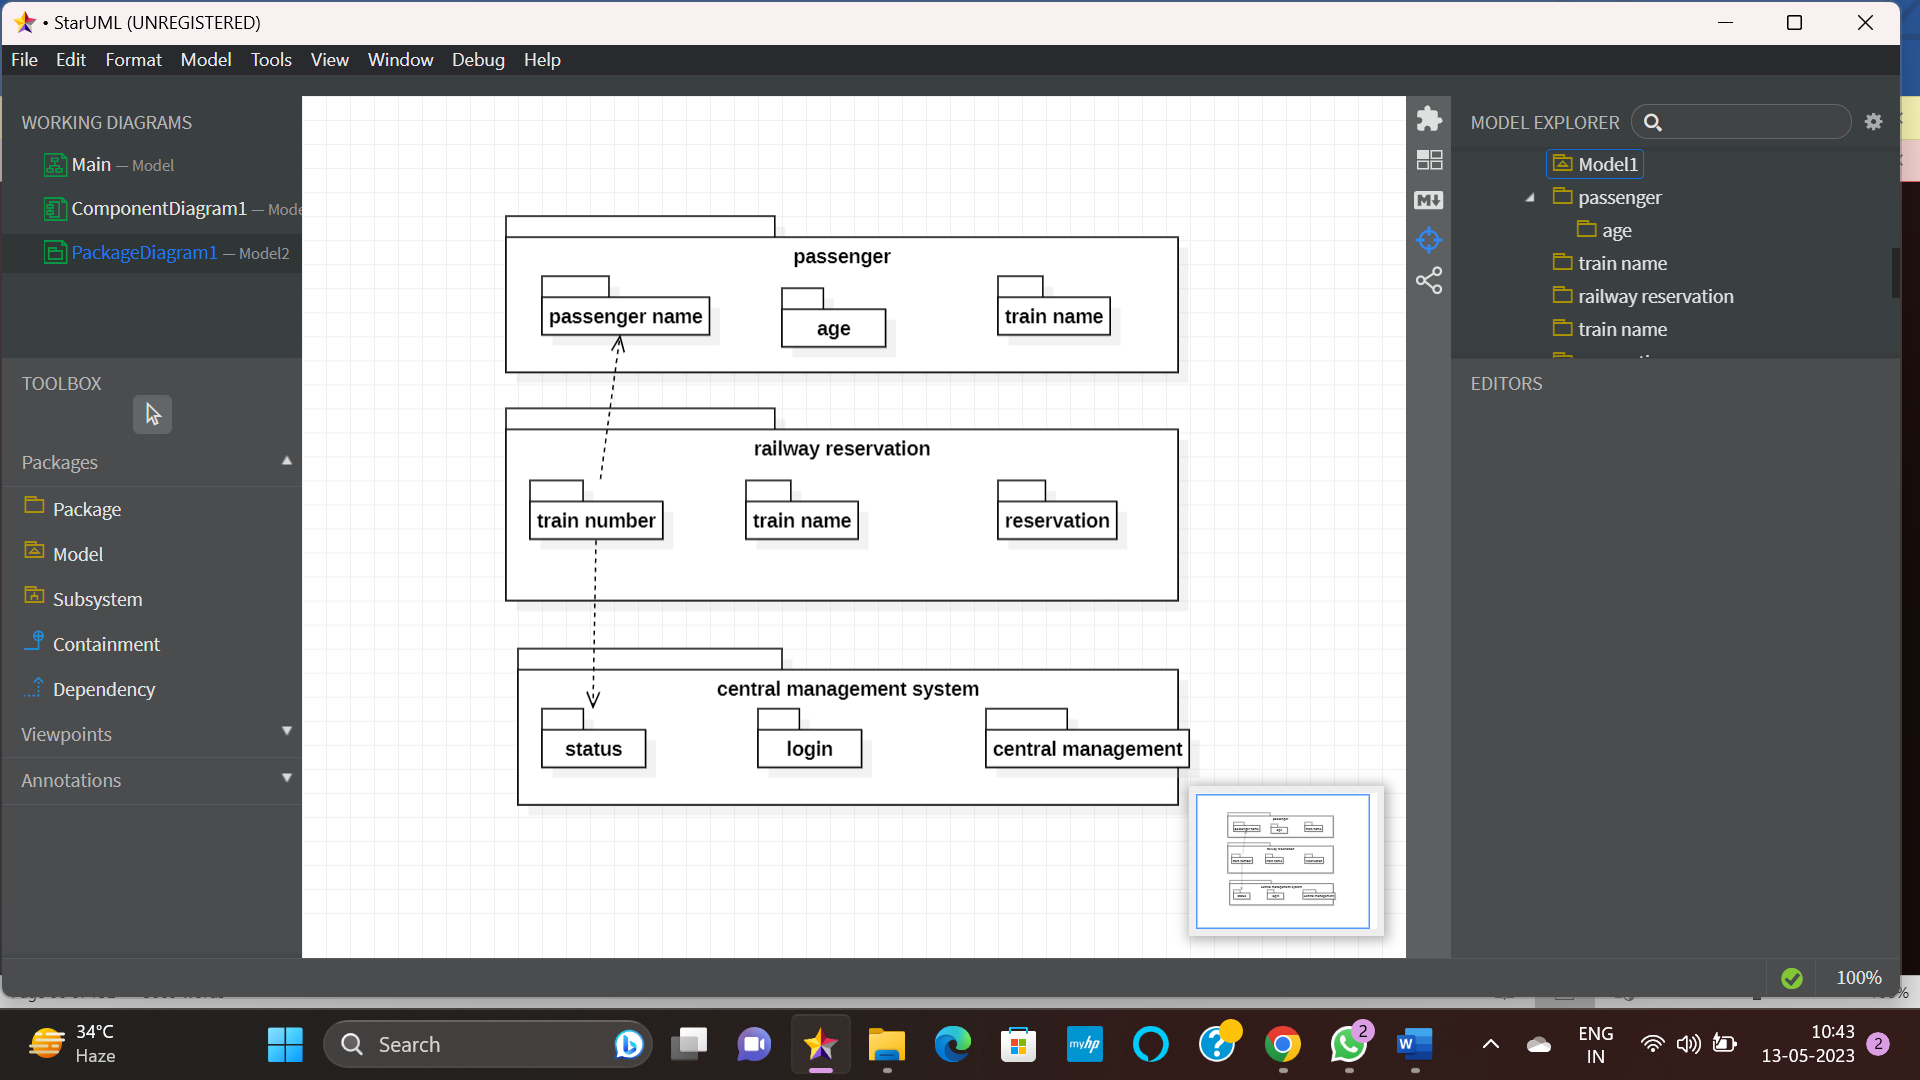 • StarUML (UNREGISTERED)
File Edit Format Model Tools View Window Debug Help
WORKING DIAGRAMS
Main — Model
ComponentDiagram1 — Mode
PackageDiagram1 — Model2
TOOLBOX
Packages
Package
Model
Subsystem
Containment
Dependency
Viewpoints
Annotations
passenger
passenger name
age
train name
railway reservation
train number
train name
reservation
central management system
status
login
central management
M
MODEL EXPLORER
Model1
passenger
age
train name
railway reservation
train name
EDITORS
100%
34°C
Haze
Search
myhp
W
2
ENG
IN
10:43
13-05-2023
2